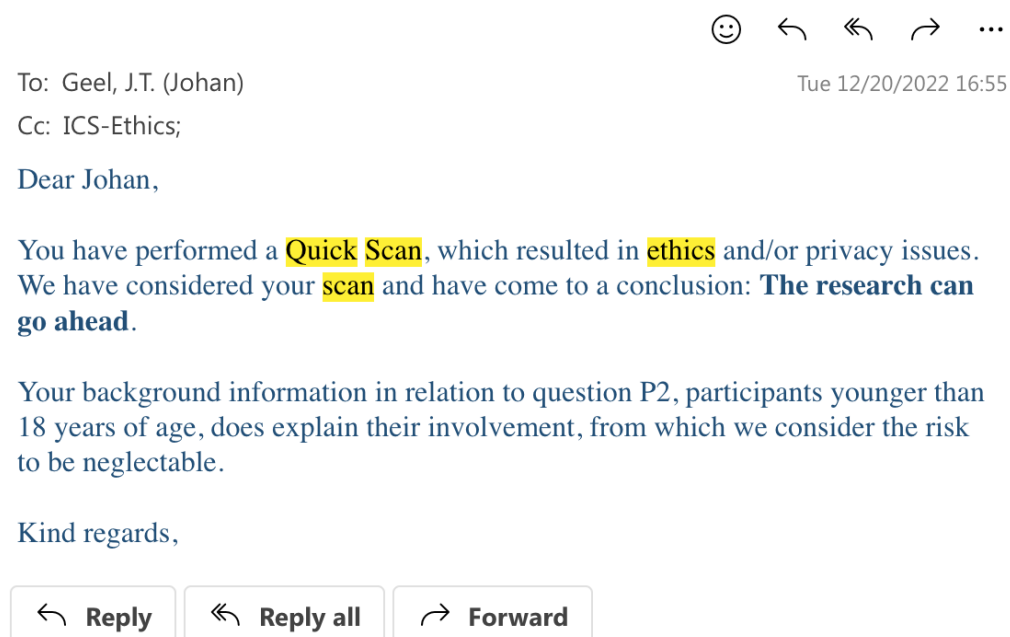 To: Geel, J.T. (Johan)
Tue 12/20/2022 16:55
Cc: ICS-Ethics;
Dear Johan,
You have performed a Quick Scan, which resulted in ethics and/or privacy issues.
We have considered your scan and have come to a conclusion: The research can
go ahead.
Your background information in relation to question P2, participants younger than
18 years of age, does explain their involvement, from which we consider the risk
to be neglectable.
Kind regards,
Reply
Reply all
Forward